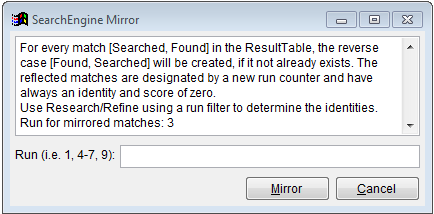 SearchEngine Mirror
For every match [Searched, Found] in the ResultTable, the reverse
case [Found, Searched] will be created, if it not already exists. The
reflected matches are designated by a new run counter and have
always an identity and score of zero.
Use Research/Refine using a run filter to determine the identities.
Run for mirrored matches: 3
Run (i.e. 1, 4-7, 9):
Mirror
Cancel